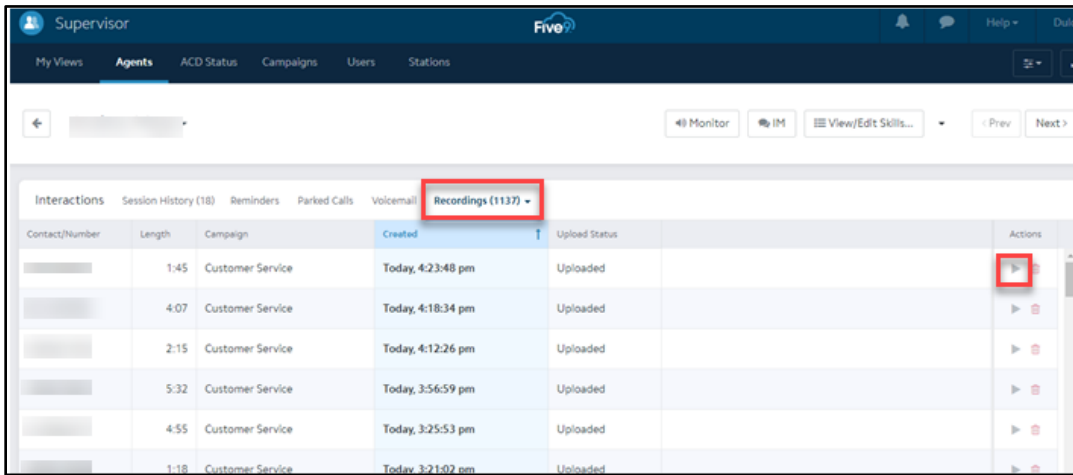 Supervisor Five9 Help Dulc
My Views Agents ACD Status Campaigns Users Stations
Monitor IM View/Edit Skills... < Prev Next >
Interactions Session History (18) Reminders Parked Calls Voicemail Recordings (1137)
Contact/Number Length Campaign Created Upload Status Actions
1:45 Customer Service Today, 4:23:48 pm Uploaded
4:07 Customer Service Today, 4:18:34 pm Uploaded
2:15 Customer Service Today, 4:12:26 pm Uploaded
5:32 Customer Service Today, 3:56:59 pm Uploaded
4:55 Customer Service Today, 3:25:53 pm Uploaded
1:18 Customer Service Today, 3:21:02 pm Uploaded